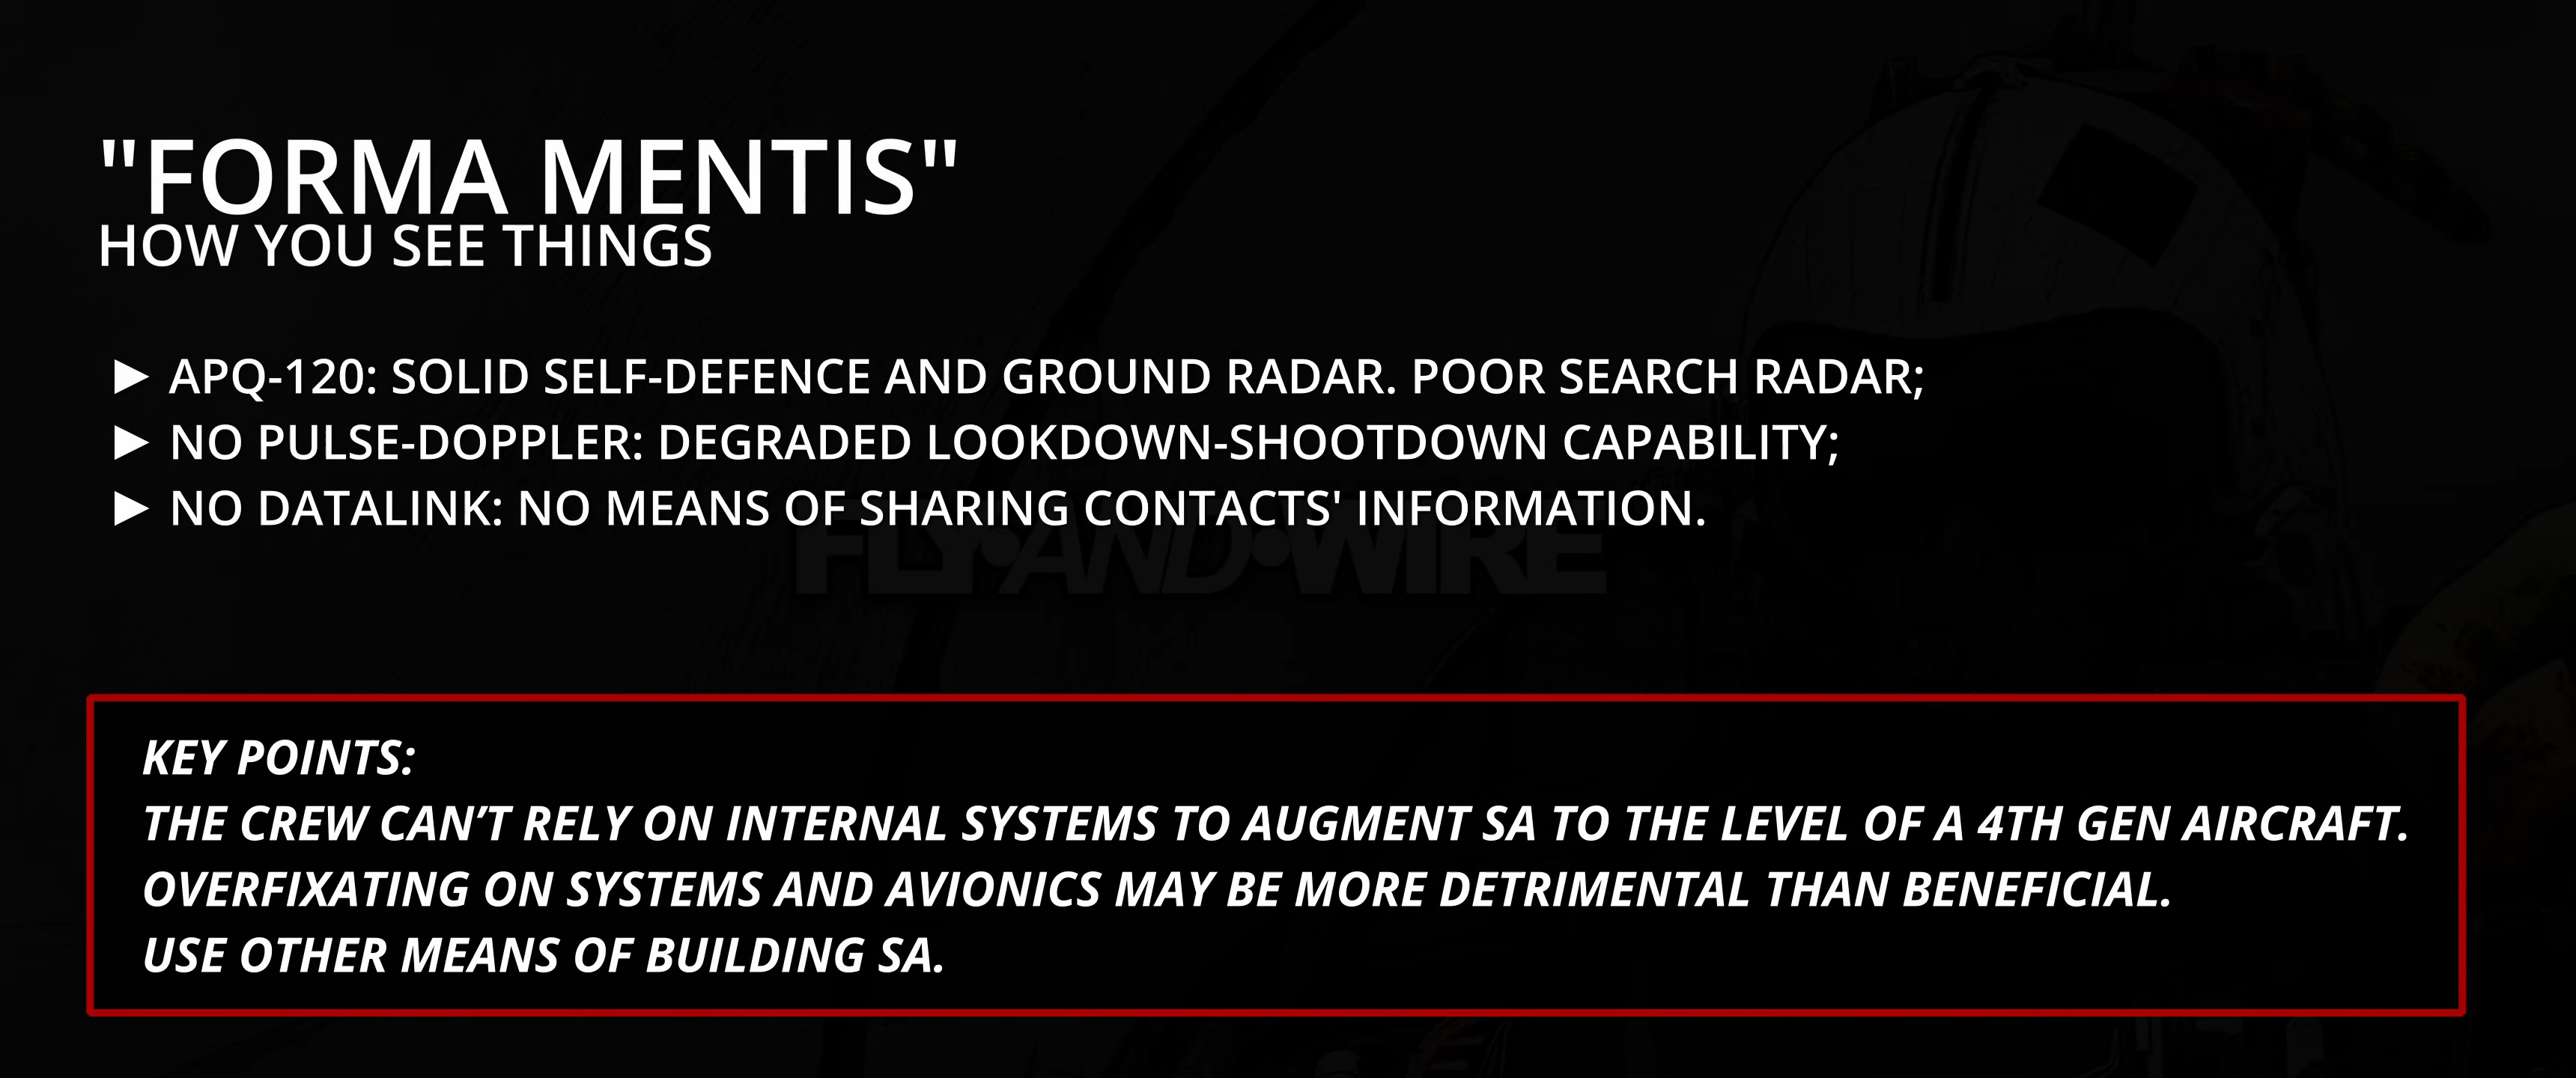 "FORMA MENTIS"
HOW YOU SEE THINGS
► APQ-120: SOLID SELF-DEFENCE AND GROUND RADAR. POOR SEARCH RADAR;
► NO PULSE-DOPPLER: DEGRADED LOOKDOWN-SHOOTDOWN CAPABILITY;
► NO DATALINK: NO MEANS OF SHARING CONTACTS' INFORMATION.
FLY•AND•WIRE
KEY POINTS:
THE CREW CAN’T RELY ON INTERNAL SYSTEMS TO AUGMENT SA TO THE LEVEL OF A 4TH GEN AIRCRAFT.
OVERFIXATING ON SYSTEMS AND AVIONICS MAY BE MORE DETRIMENTAL THAN BENEFICIAL.
USE OTHER MEANS OF BUILDING SA.